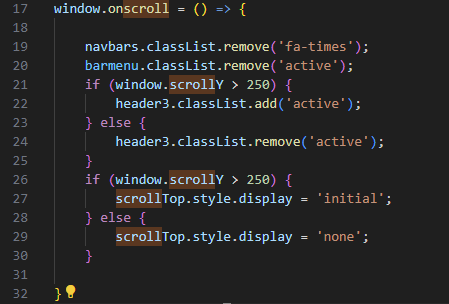 17 window.onscroll = () => {
18
19 navbars.classList.remove('fa-times');
20 barmenu.classList.remove('active');
21 if (window.scrollY > 250) {
22 header3.classList.add('active');
23 } else {
24 header3.classList.remove('active');
25 }
26 if (window.scrollY > 250) {
27 scrollTop.style.display = 'initial';
28 } else {
29 scrollTop.style.display = 'none';
30 }
31
32 }